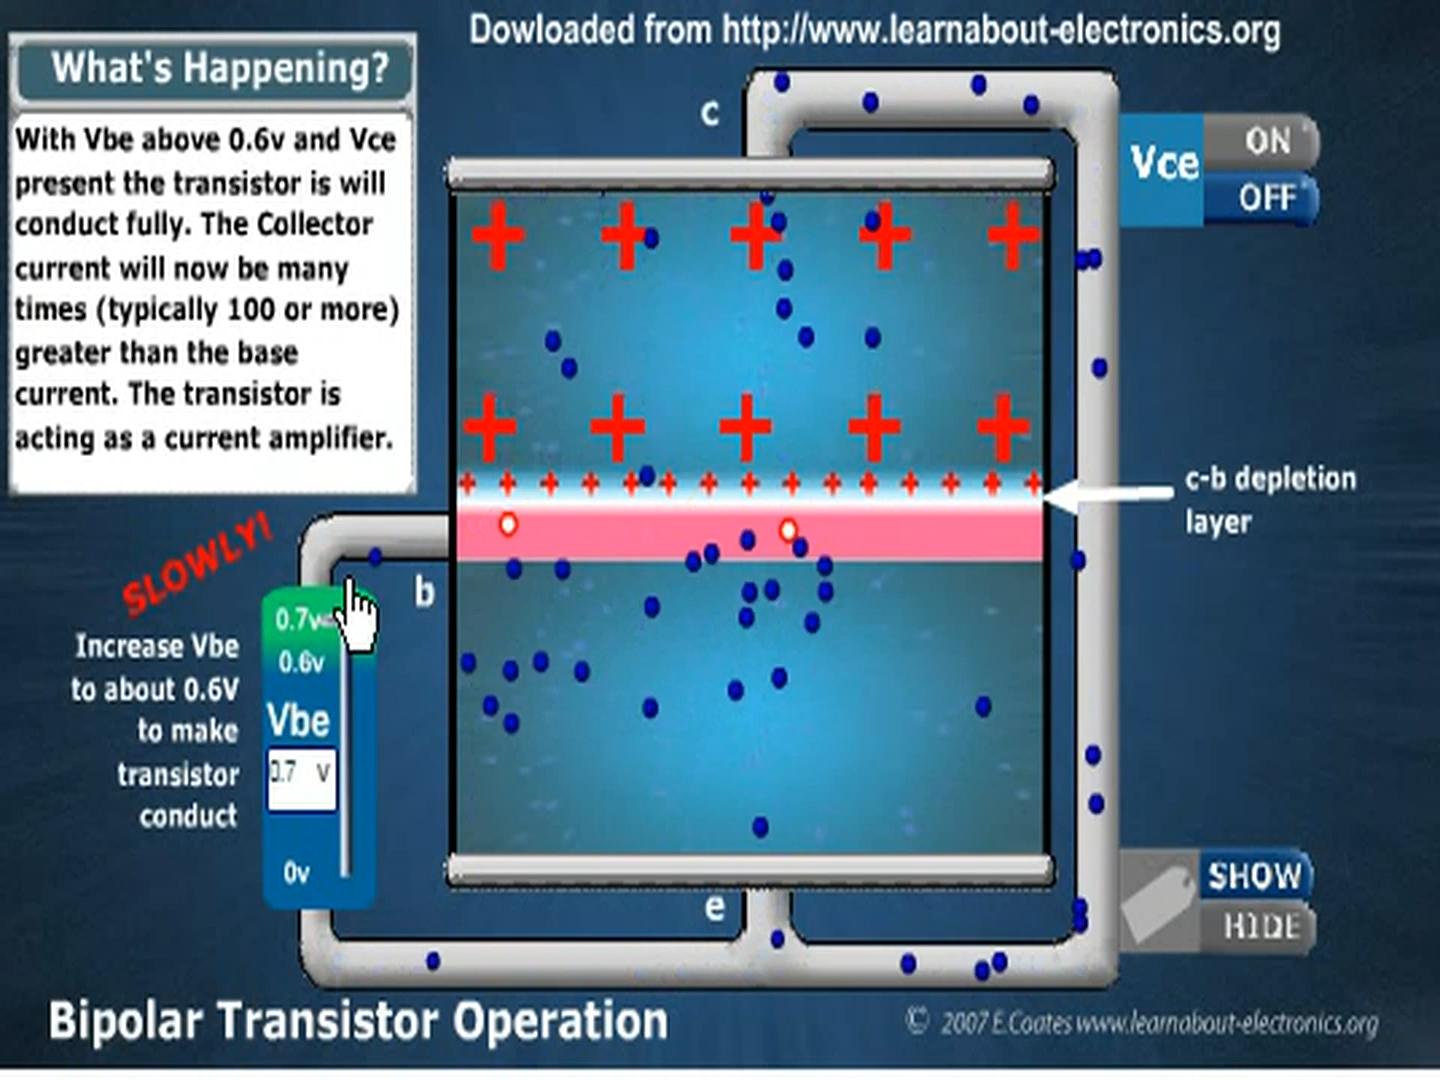 Dowloaded from http://www.learnabout-electronics.org
What's Happening?
With Vbe above 0.6v and Vce
present the transistor is will
conduct fully. The Collector
current will now be many
times (typically 100 or more)
greater than the base
current. The transistor is
acting as a current amplifier.
c
Vce
ON
OFF
c-b depletion
layer
SLOWLY!
b
Increase Vbe
to about 0.6V
to make
transistor
conduct
0.7v
0.6v
Vbe
0.7 V
0v
e
SHOW
HIDE
Bipolar Transistor Operation
© 2007 E.Coates www.learnabout-electronics.org